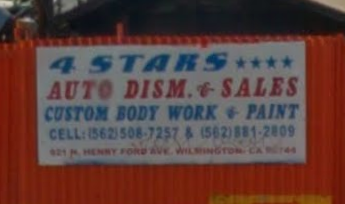 4 STARS ★★★★
AUTO DISM. & SALES
CUSTOM BODY WORK & PAINT
CELL: (562) 508-7257 & (562) 881-2809
621 N. HENRY FORD AVE. WILMINGTON, CA 90744